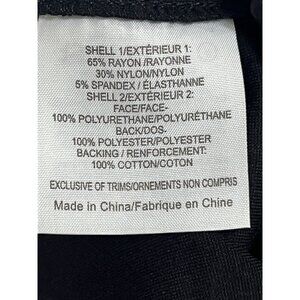 SHELL 1/EXTÉRIEUR 1:
65% RAYON /RAYONNE
30% NYLON/NYLON
5% SPANDEX / ÉLASTHANNE
SHELL 2/EXTÉRIEUR 2:
FACE/FACE-
100% POLYURETHANE/POLYURÉTHANE
BACK/DOS-
100% POLYESTER/POLYESTER
BACKING / RENFORCEMENT:
100% COTTON/COTON
EXCLUSIVE OF TRIMS/ORNEMENTS NON COMPRIS
Made in China/Fabrique en Chine